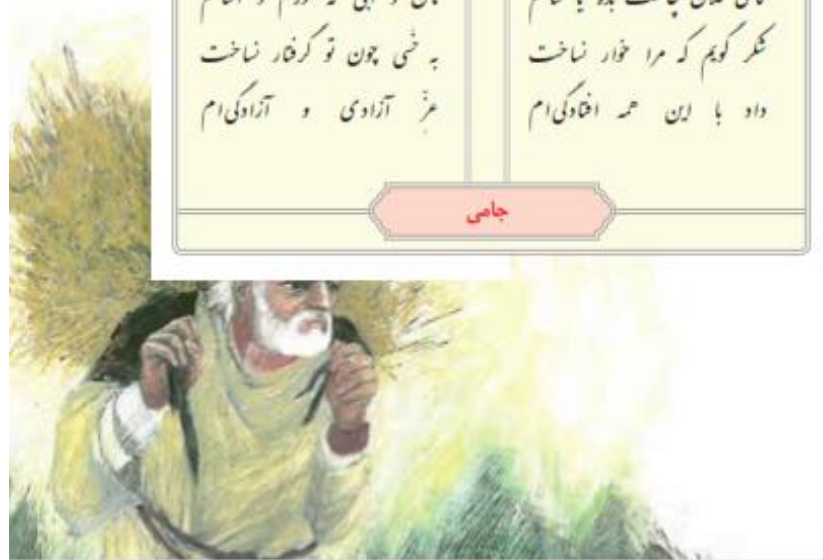 شکر گویم که مرا خوار نساخت به خسی چون تو گرفتار نساخت
داد با این همه افتادگی‌ام عزّ آزادی و آزادگی‌ام
جامی